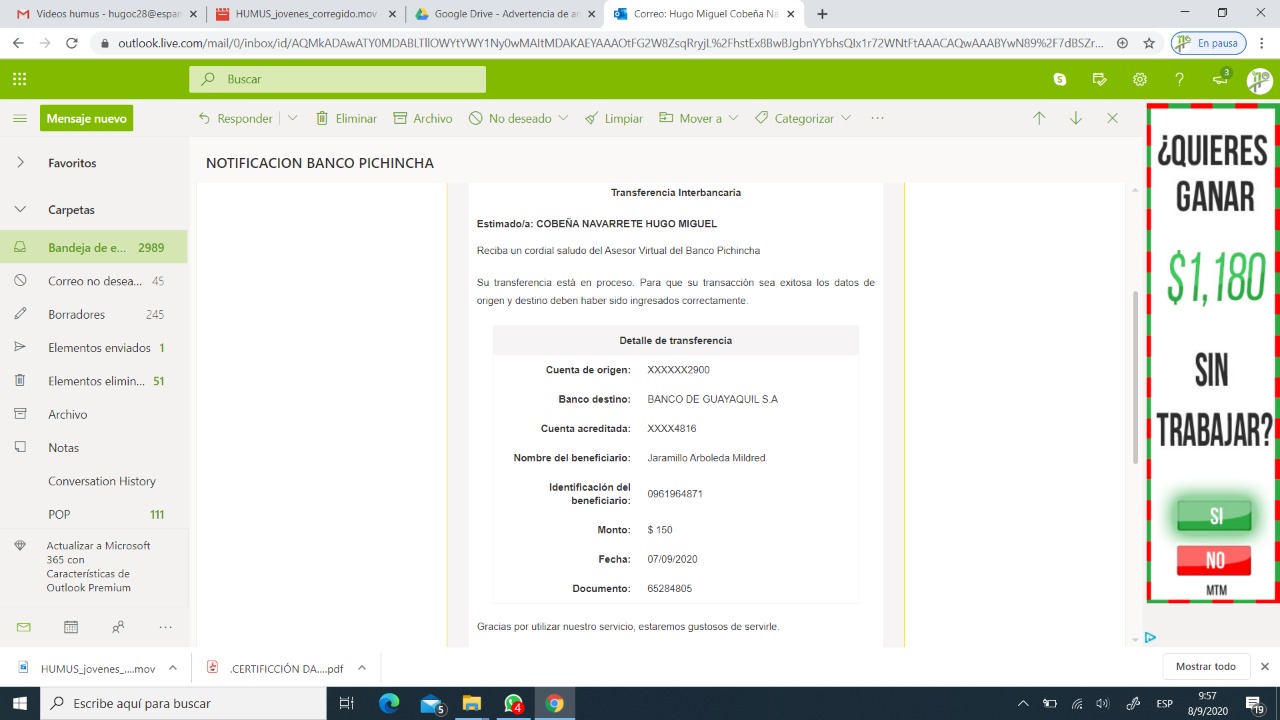 Videos humus - hugoc28@espan
HUMUS_jovenes_corregido.mov -
Google Drive - Advertencia de an
Correo: Hugo Miguel Cobeña Na
outlook.live.com/mail/0/inbox/id/AQMkADAwATY0MDABLTllOWYtYWY1Ny0wMAItMDAKAEYAAAOtFG2W8ZsqRryjL%2FhstEx8BwBJgbnYYbhsQIx1r72WNtFtAAACAQwAAABYwN89%2F7dBSZr...
En pausa
Buscar
3
Mensaje nuevo
Responder
Eliminar
Archivo
No deseado
Limpiar
Mover a
Categorizar
Favoritos
Carpetas
Bandeja de e... 2989
Correo no desea... 45
Borradores 245
Elementos enviados 1
Elementos elimin... 51
Archivo
Notas
Conversation History
POP 111
Actualizar a Microsoft
365 con
Características de
Outlook Premium
NOTIFICACION BANCO PICHINCHA
Transferencia Interbancaria
Estimado/a: COBEÑA NAVARRETE HUGO MIGUEL
Reciba un cordial saludo del Asesor Virtual del Banco Pichincha
Su transferencia está en proceso. Para que su transacción sea exitosa los datos de
origen y destino deben haber sido ingresados correctamente.
Detalle de transferencia
Cuenta de origen: XXXXXX2900
Banco destino: BANCO DE GUAYAQUIL S.A
Cuenta acreditada: XXXX4816
Nombre del beneficiario: Jaramillo Arboleda Mildred
Identificación del
beneficiario: 0961964871
Monto: $ 150
Fecha: 07/09/2020
Documento: 65284805
Gracias por utilizar nuestro servicio, estaremos gustosos de servirle.
¿QUIERES
GANAR
$1,180
SIN
TRABAJAR?
SI
NO
MTM
HUMUS_jovenes_....mov
.CERTIFICCIÓN DA....pdf
Mostrar todo
Escribe aquí para buscar
5
4
ESP
9:57
8/9/2020
19